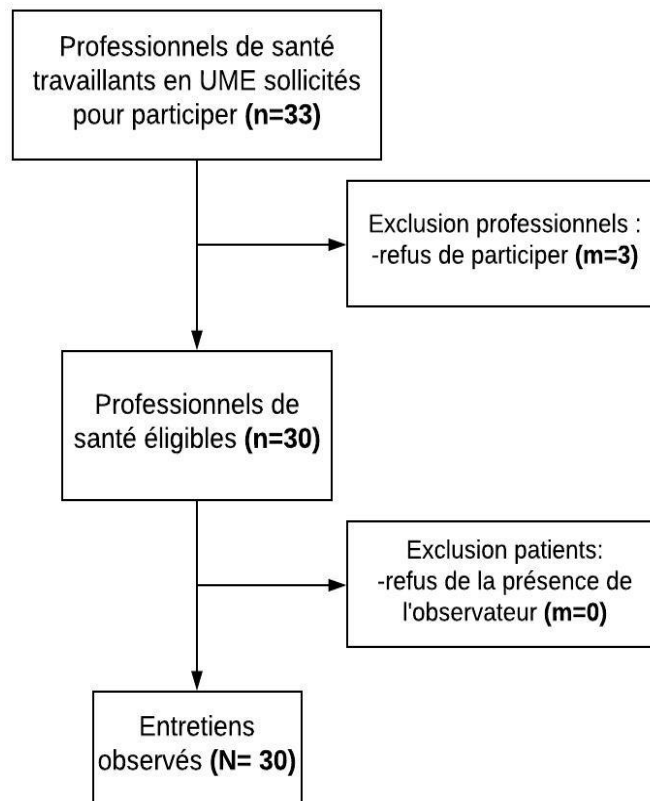 Professionnels de santé
travaillants en UME sollicités
pour participer (n=33)
Exclusion professionnels :
-refus de participer (m=3)
Professionnels de
santé éligibles (n=30)
Exclusion patients:
-refus de la présence de
l'observateur (m=0)
Entretiens
observés (N= 30)